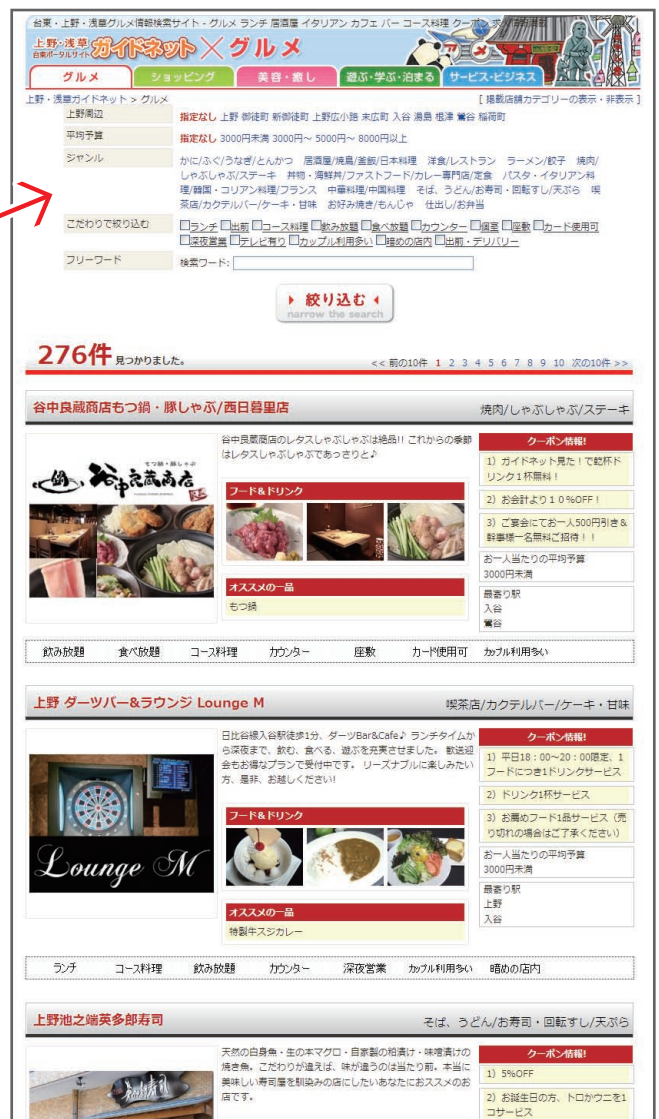 台東・上野・浅草グルメ情報検索サイト - グルメ ランチ 居酒屋 イタリアン カフェ バー コース料理 クーポン
上野・浅草 ガイドネット × グルメ
台東ポータルサイト
グルメ ショッピング 美容・癒し 遊ぶ・学ぶ・泊まる サービス・ビジネス
上野・浅草ガイドネット > グルメ [ 掲載店舗カテゴリーの表示・非表示 ]
上野周辺 指定なし 上野 御徒町 新御徒町 上野広小路 末広町 入谷 湯島 根津 鶯谷 稲荷町
平均予算 指定なし 3000円未満 3000円～ 5000円～ 8000円以上
ジャンル かに/ふぐ/うなぎ/とんかつ 居酒屋/焼鳥/釜飯/日本料理 洋食/レストラン ラーメン/餃子 焼肉/
しゃぶしゃぶ/ステーキ 丼物・海鮮丼/ファストフード/カレー専門店/定食 パスタ・イタリアン料
理/韓国・コリアン料理/フランス 中華料理/中国料理 そば、うどん/お寿司・回転すし/天ぷら 喫
茶店/カクテルバー/ケーキ・甘味 お好み焼き/もんじゃ 仕出し/お弁当
こだわりで絞り込む ランチ 出前 コース料理 飲み放題 食べ放題 カウンター 個室 座敷 カード使用可
深夜営業 テレビ有り カップル利用多い 暗めの店内 出前・デリバリー
フリーワード 検索ワード:
絞り込む
narrow the search
276件 見つかりました。 << 前の10件 1 2 3 4 5 6 7 8 9 10 次の10件 >>
谷中良蔵商店もつ鍋・豚しゃぶ/西日暮里店 焼肉/しゃぶしゃぶ/ステーキ
もつ鍋・豚しゃぶ
谷中良蔵商店
谷中良蔵商店のレタスしゃぶしゃぶは絶品!! これからの季節
はレタスしゃぶしゃぶであっさりと♪
フード&ドリンク
オススメの一品
もつ鍋
クーポン情報!
1）ガイドネット見た！で乾杯ド
リンク１杯無料！
2）お会計より１０%OFF！
3）ご宴会にてお一人500円引き&
幹事様一名無料ご招待！！
お一人当たりの平均予算
3000円未満
最寄り駅
入谷
鶯谷
飲み放題 食べ放題 コース料理 カウンター 座敷 カード使用可 カップル利用多い
上野 ダーツバー&ラウンジ Lounge M 喫茶店/カクテルバー/ケーキ・甘味
Lounge M
日比谷線入谷駅徒歩1分、ダーツBar&Cafe♪ ランチタイムか
ら深夜まで、飲む、食べる、遊ぶを充実させました。 歓送迎
会もお得なプランで受付中です。 リーズナブルに楽しみたい
方、是非、お越しください!
フード&ドリンク
オススメの一品
特製牛スジカレー
クーポン情報!
1）平日18：00～20：00限定、1
フードにつき1ドリンクサービス
2）ドリンク1杯サービス
3）お薦めフード1品サービス（売
り切れの場合はご了承ください）
お一人当たりの平均予算
3000円未満
最寄り駅
上野
入谷
ランチ コース料理 飲み放題 カウンター 深夜営業 カップル利用多い 暗めの店内
上野池之端英多郎寿司 そば、うどん/お寿司・回転すし/天ぷら
天然の白身魚・生の本マグロ・自家製の粕漬け・味噌漬けの
焼き魚。こだわりが違えば、味が違うのは当たり前。本当に
美味しい寿司屋を馴染みの店にしたいあなたにおススメのお
店です。
クーポン情報!
1）5%OFF
2）お誕生日の方、トロかウニを1
コサービス